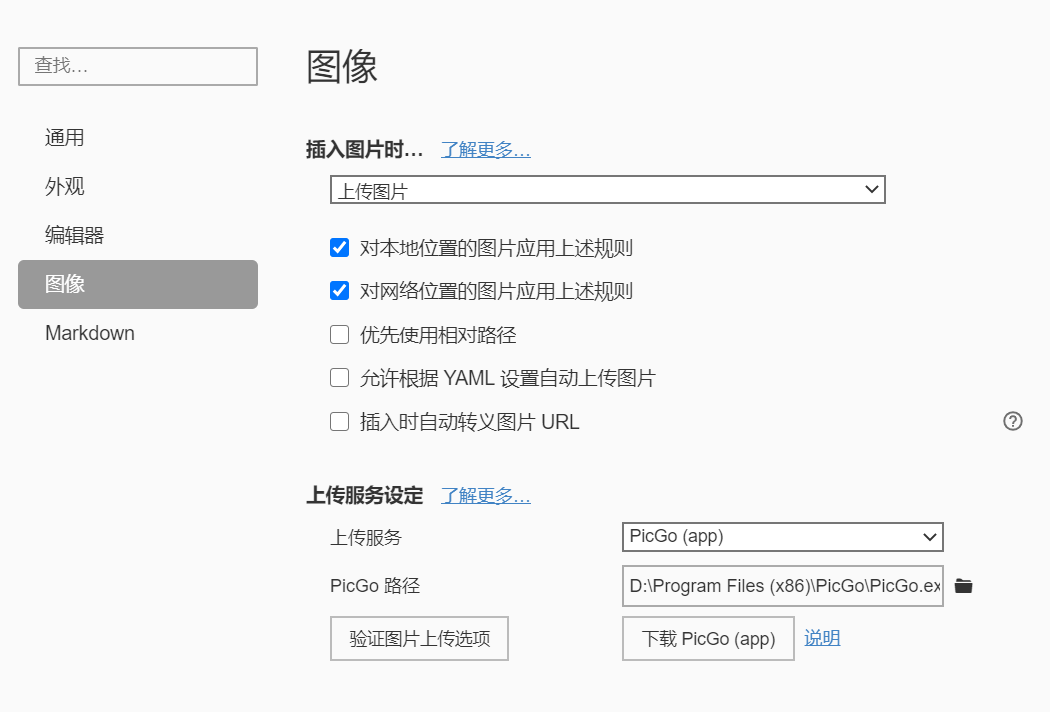 查找…
通用
外观
编辑器
图像
Markdown
图像
插入图片时… 了解更多…
上传图片
对本地位置的图片应用上述规则
对网络位置的图片应用上述规则
优先使用相对路径
允许根据 YAML 设置自动上传图片
插入时自动转义图片 URL
上传服务设定 了解更多…
上传服务 PicGo (app)
PicGo 路径 D:\Program Files (x86)\PicGo\PicGo.ex
验证图片上传选项 下载 PicGo (app) 说明